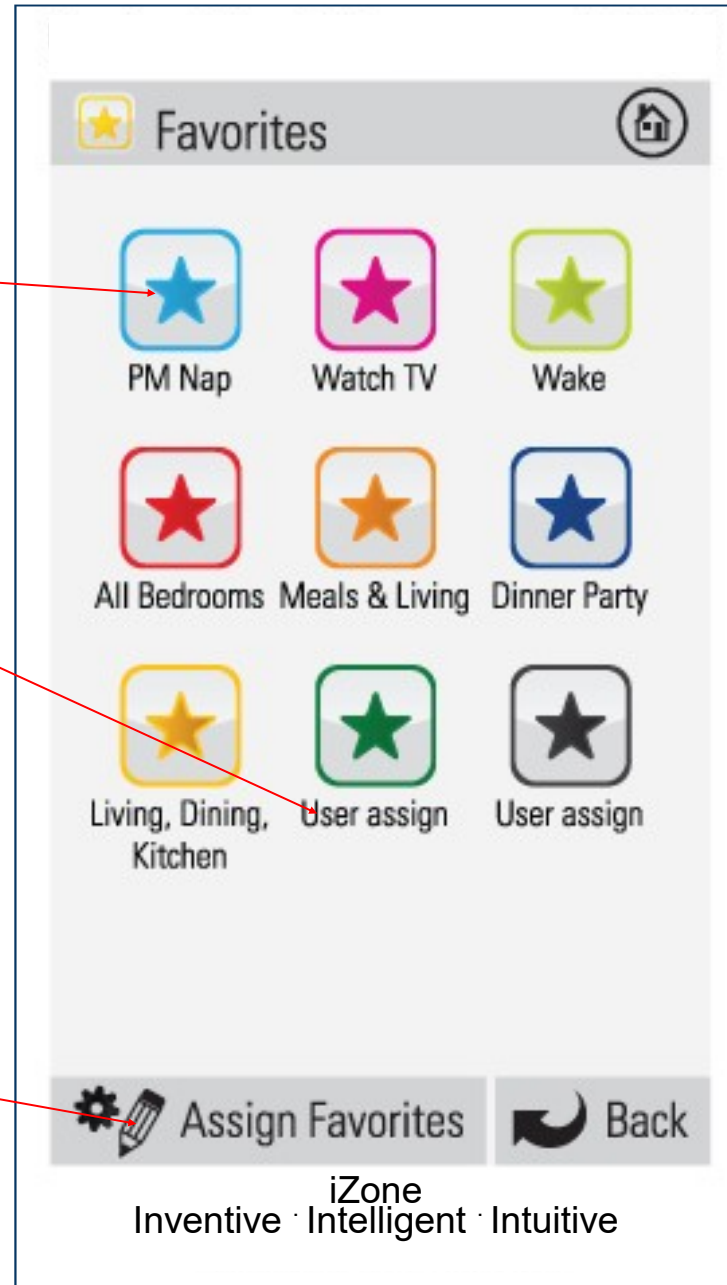 Favorites
PM Nap Watch TV Wake
All Bedrooms Meals & Living Dinner Party
Living, Dining, User assign User assign
Kitchen
Assign Favorites Back
iZone
Inventive · Intelligent · Intuitive